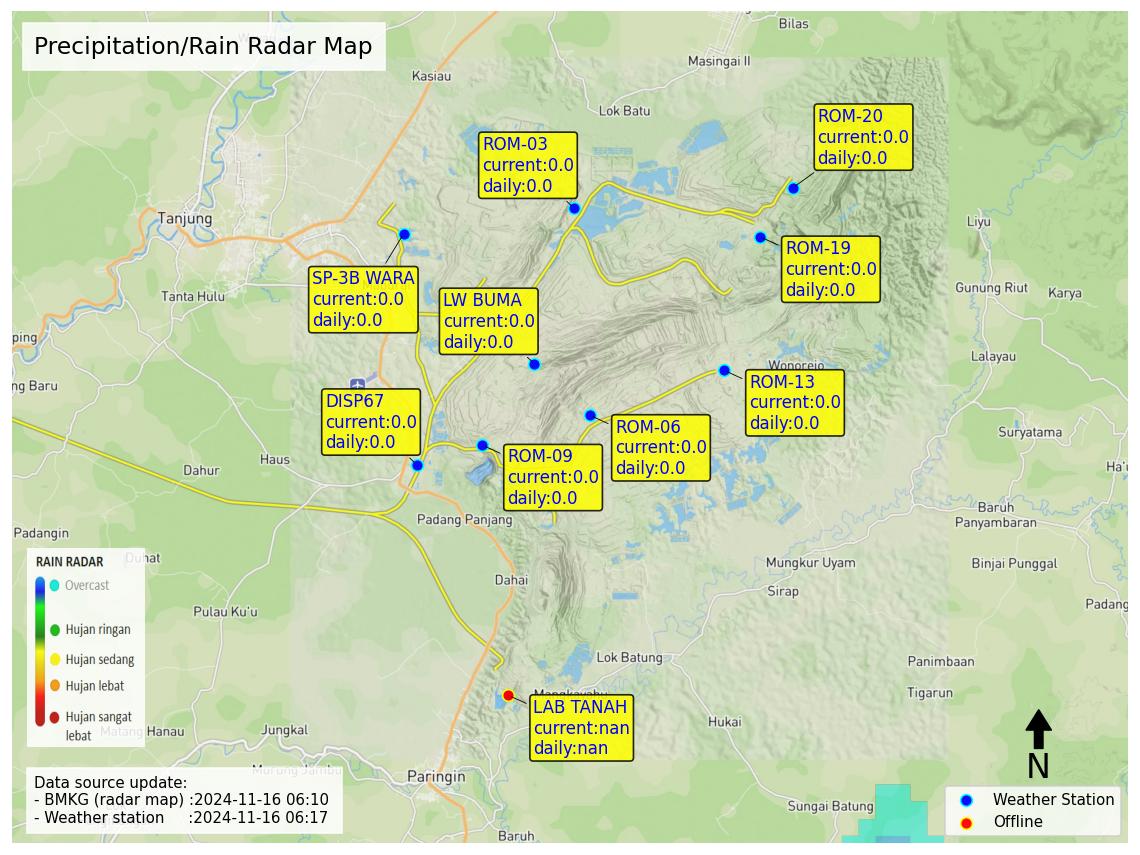 Precipitation/Rain Radar Map
Bilas
Masingai II
Kasiau
Lok Batu
ROM-20
current:0.0
daily:0.0
ROM-03
current:0.0
daily:0.0
Tanjung
Liyu
ROM-19
current:0.0
daily:0.0
SP-3B WARA
current:0.0
daily:0.0
Tanta Hulu
LW BUMA
current:0.0
daily:0.0
Gunung Riut
Karya
ping
Lalayau
ng Baru
Wonorejo
ROM-13
current:0.0
daily:0.0
DISP67
current:0.0
daily:0.0
ROM-06
current:0.0
daily:0.0
Suryatama
ROM-09
current:0.0
daily:0.0
Haus
Dahur
Ha'u
Baruh
Panyambaran
Padang Panjang
Padangin
Duhat
Mungkur Uyam
Binjai Punggal
RAIN RADAR
Overcast
Hujan ringan
Hujan sedang
Hujan lebat
Hujan sangat
lebat
Dahai
Sirap
Padang
Pulau Ku'u
Lok Batung
Panimbaan
Tigarun
Mangkayahu
LAB TANAH
current:nan
daily:nan
Hukai
Matang Hanau
Jungkal
Murung Jambu
Paringin
N
Data source update:
- BMKG (radar map) :2024-11-16 06:10
- Weather station :2024-11-16 06:17
Sungai Batung
Baruh
Weather Station
Offline